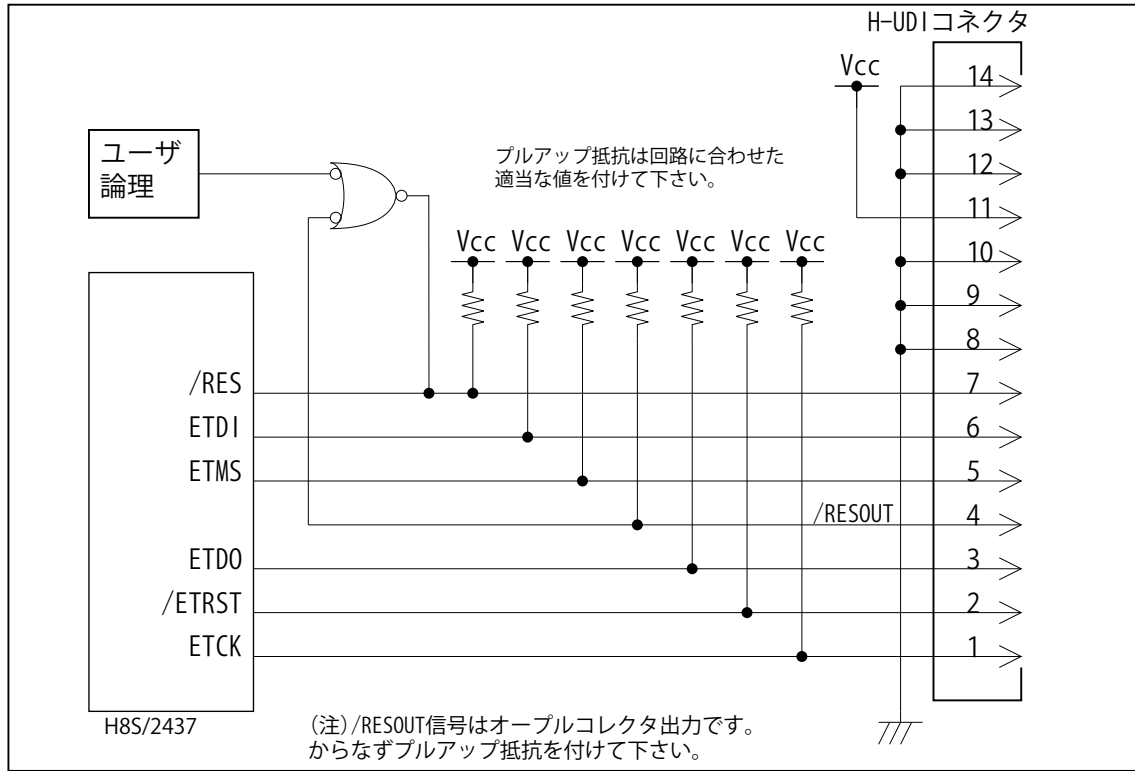 H-UDIコネクタ
Vcc
14
13
12
11
10
9
8
7
6
5
4
3
2
1
ユーザ
論理
プルアップ抵抗は回路に合わせた
適当な値を付けて下さい。
Vcc Vcc Vcc Vcc Vcc Vcc Vcc
/RES
ETDI
ETMS
/RESOUT
ETDO
/ETRST
ETCK
H8S/2437
(注)/RESOUT信号はオープルコレクタ出力です。
からなずプルアップ抵抗を付けて下さい。